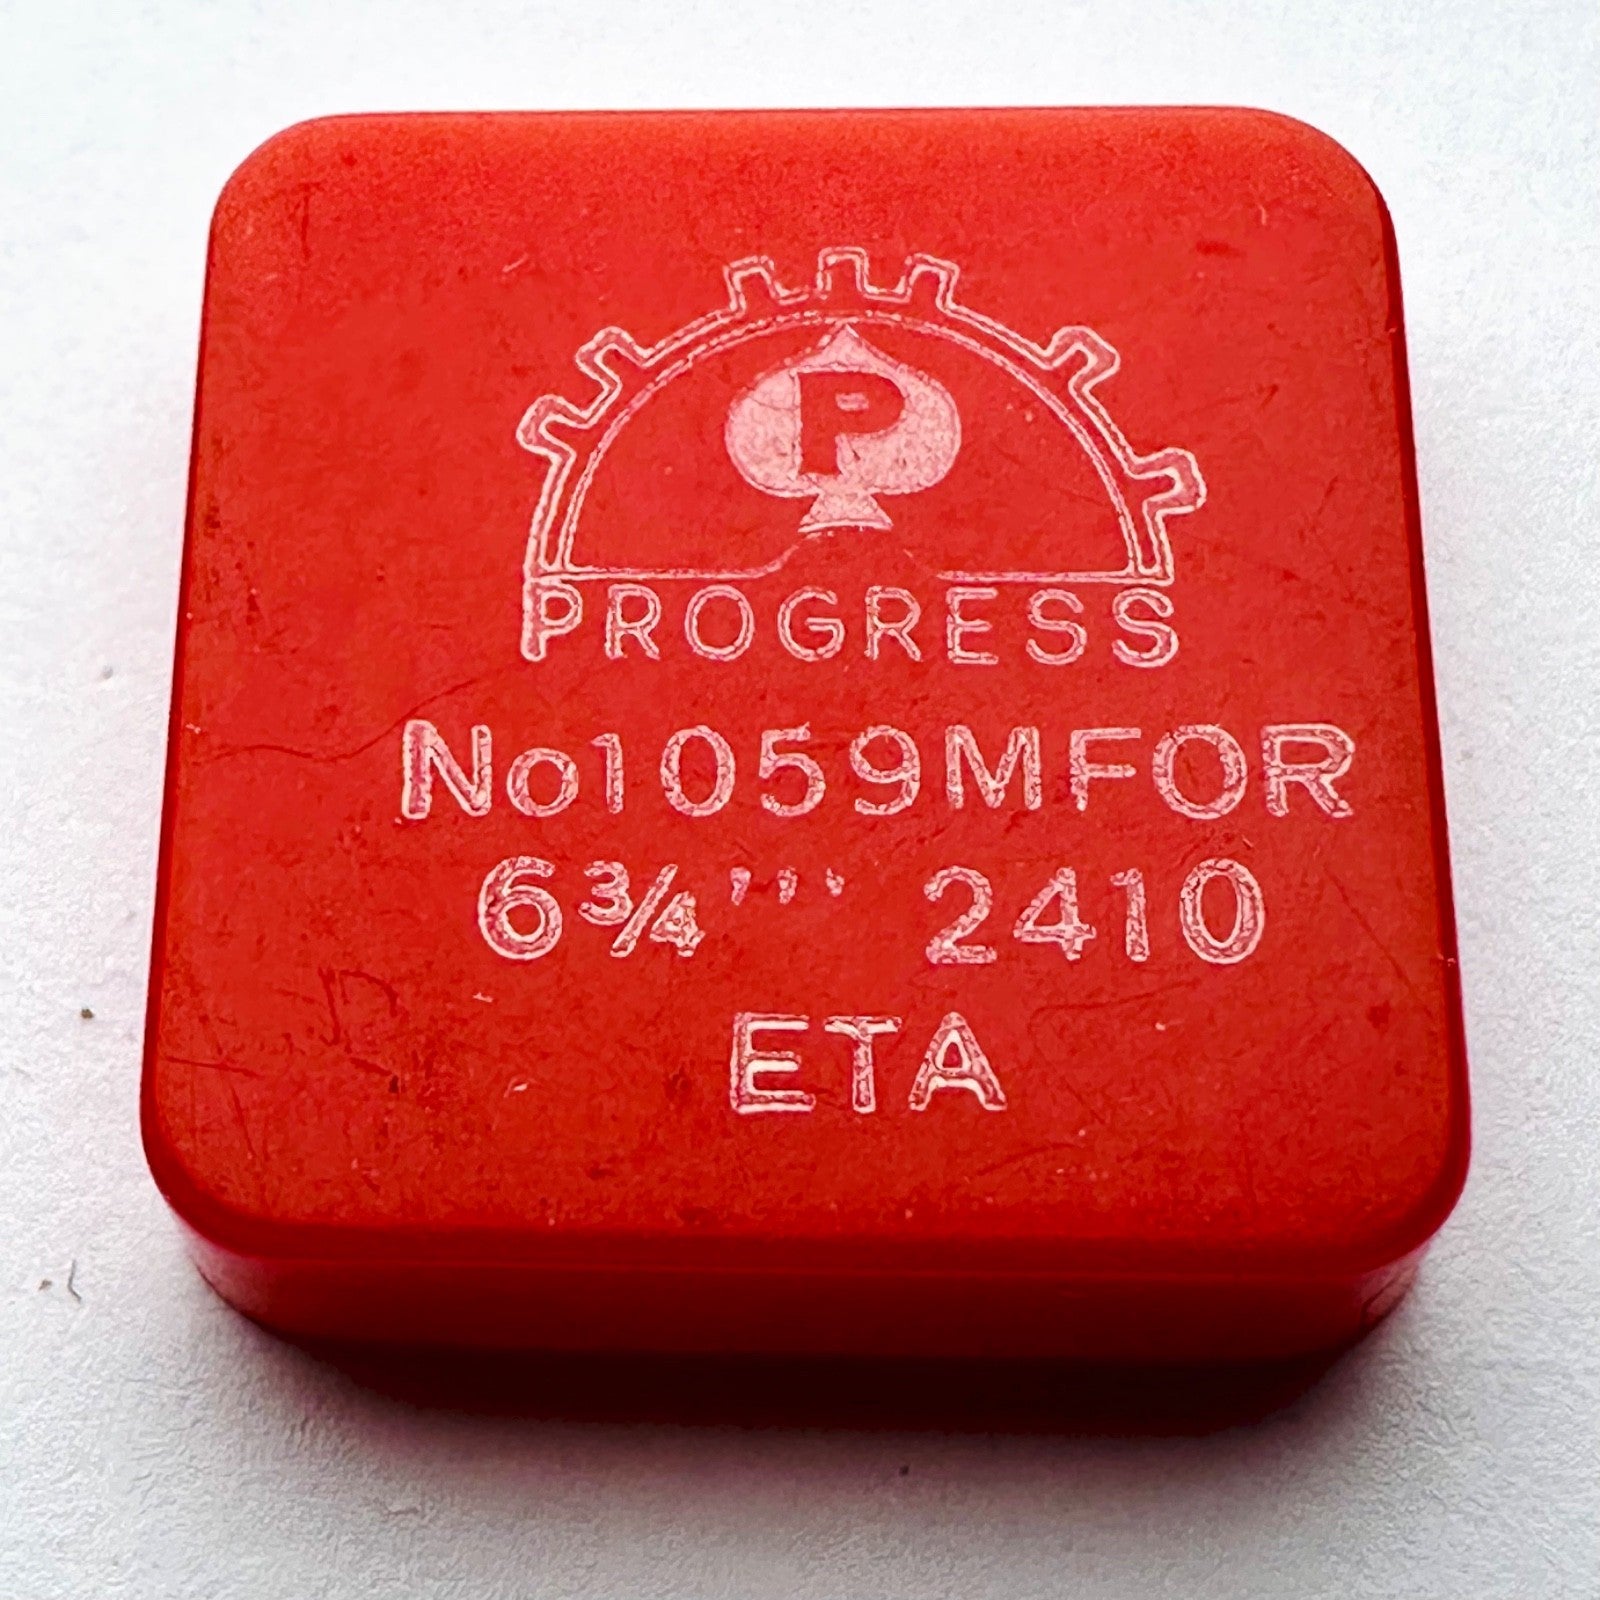 P
PROGRESS
No1059MFOR
6¾''' 2410
ETA